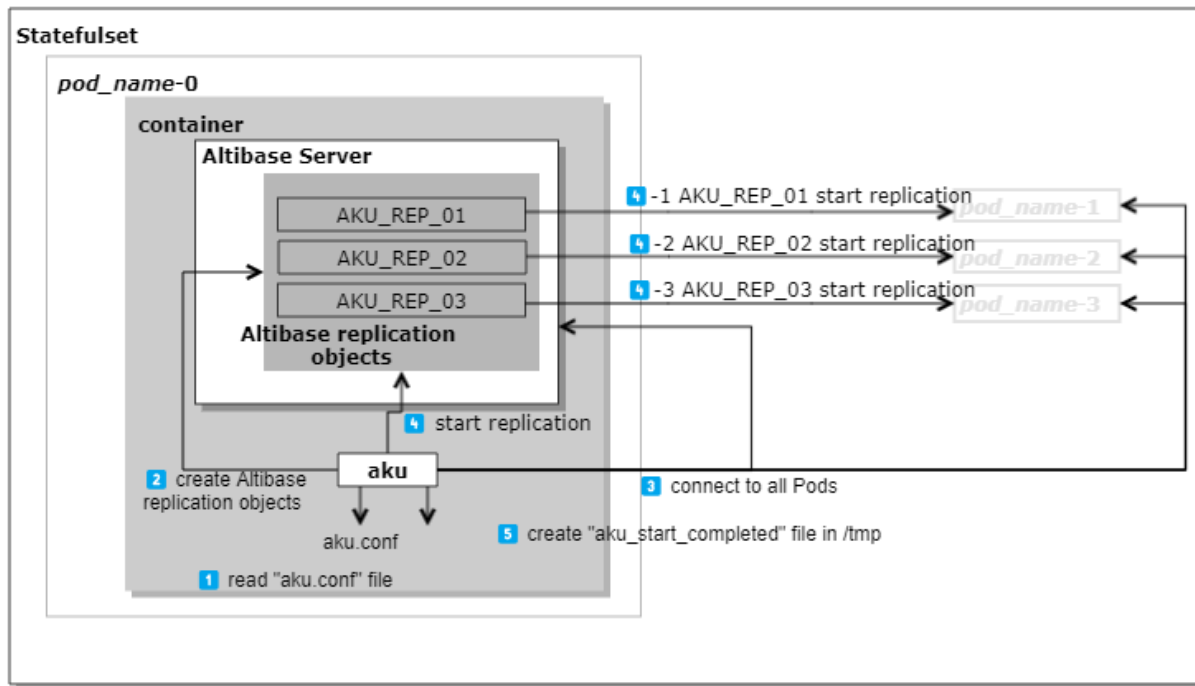 Statefulset
pod_name-0
container
Altibase Server
AKU_REP_01
AKU_REP_02
AKU_REP_03
Altibase replication
objects
4 -1 AKU_REP_01 start replication
pod_name-1
4 -2 AKU_REP_02 start replication
pod_name-2
4 -3 AKU_REP_03 start replication
pod_name-3
4 start replication
aku
2 create Altibase
replication objects
3 connect to all Pods
aku.conf
5 create "aku_start_completed" file in /tmp
1 read "aku.conf" file